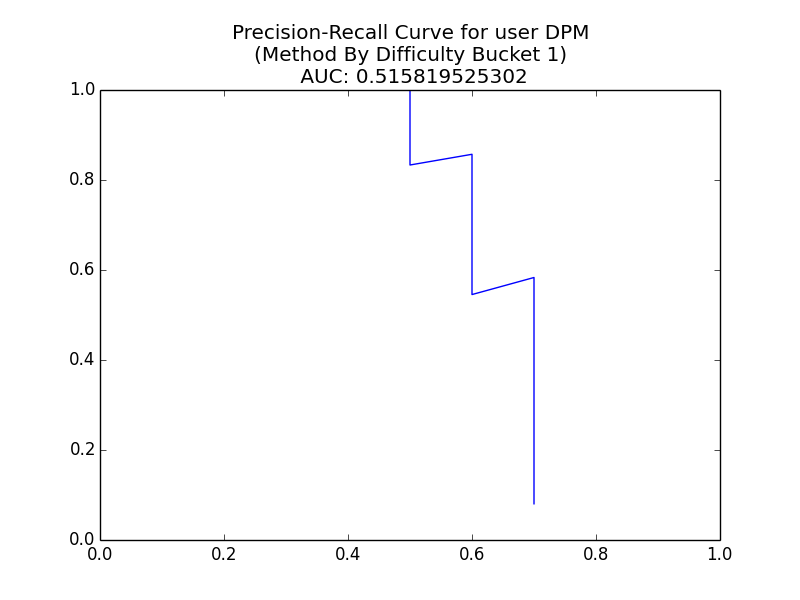 Precision-Recall Curve for user DPM
(Method By Difficulty Bucket 1)
AUC: 0.515819525302
1.0
0.8
0.6
0.4
0.2
0.0
0.0 0.2 0.4 0.6 0.8 1.0